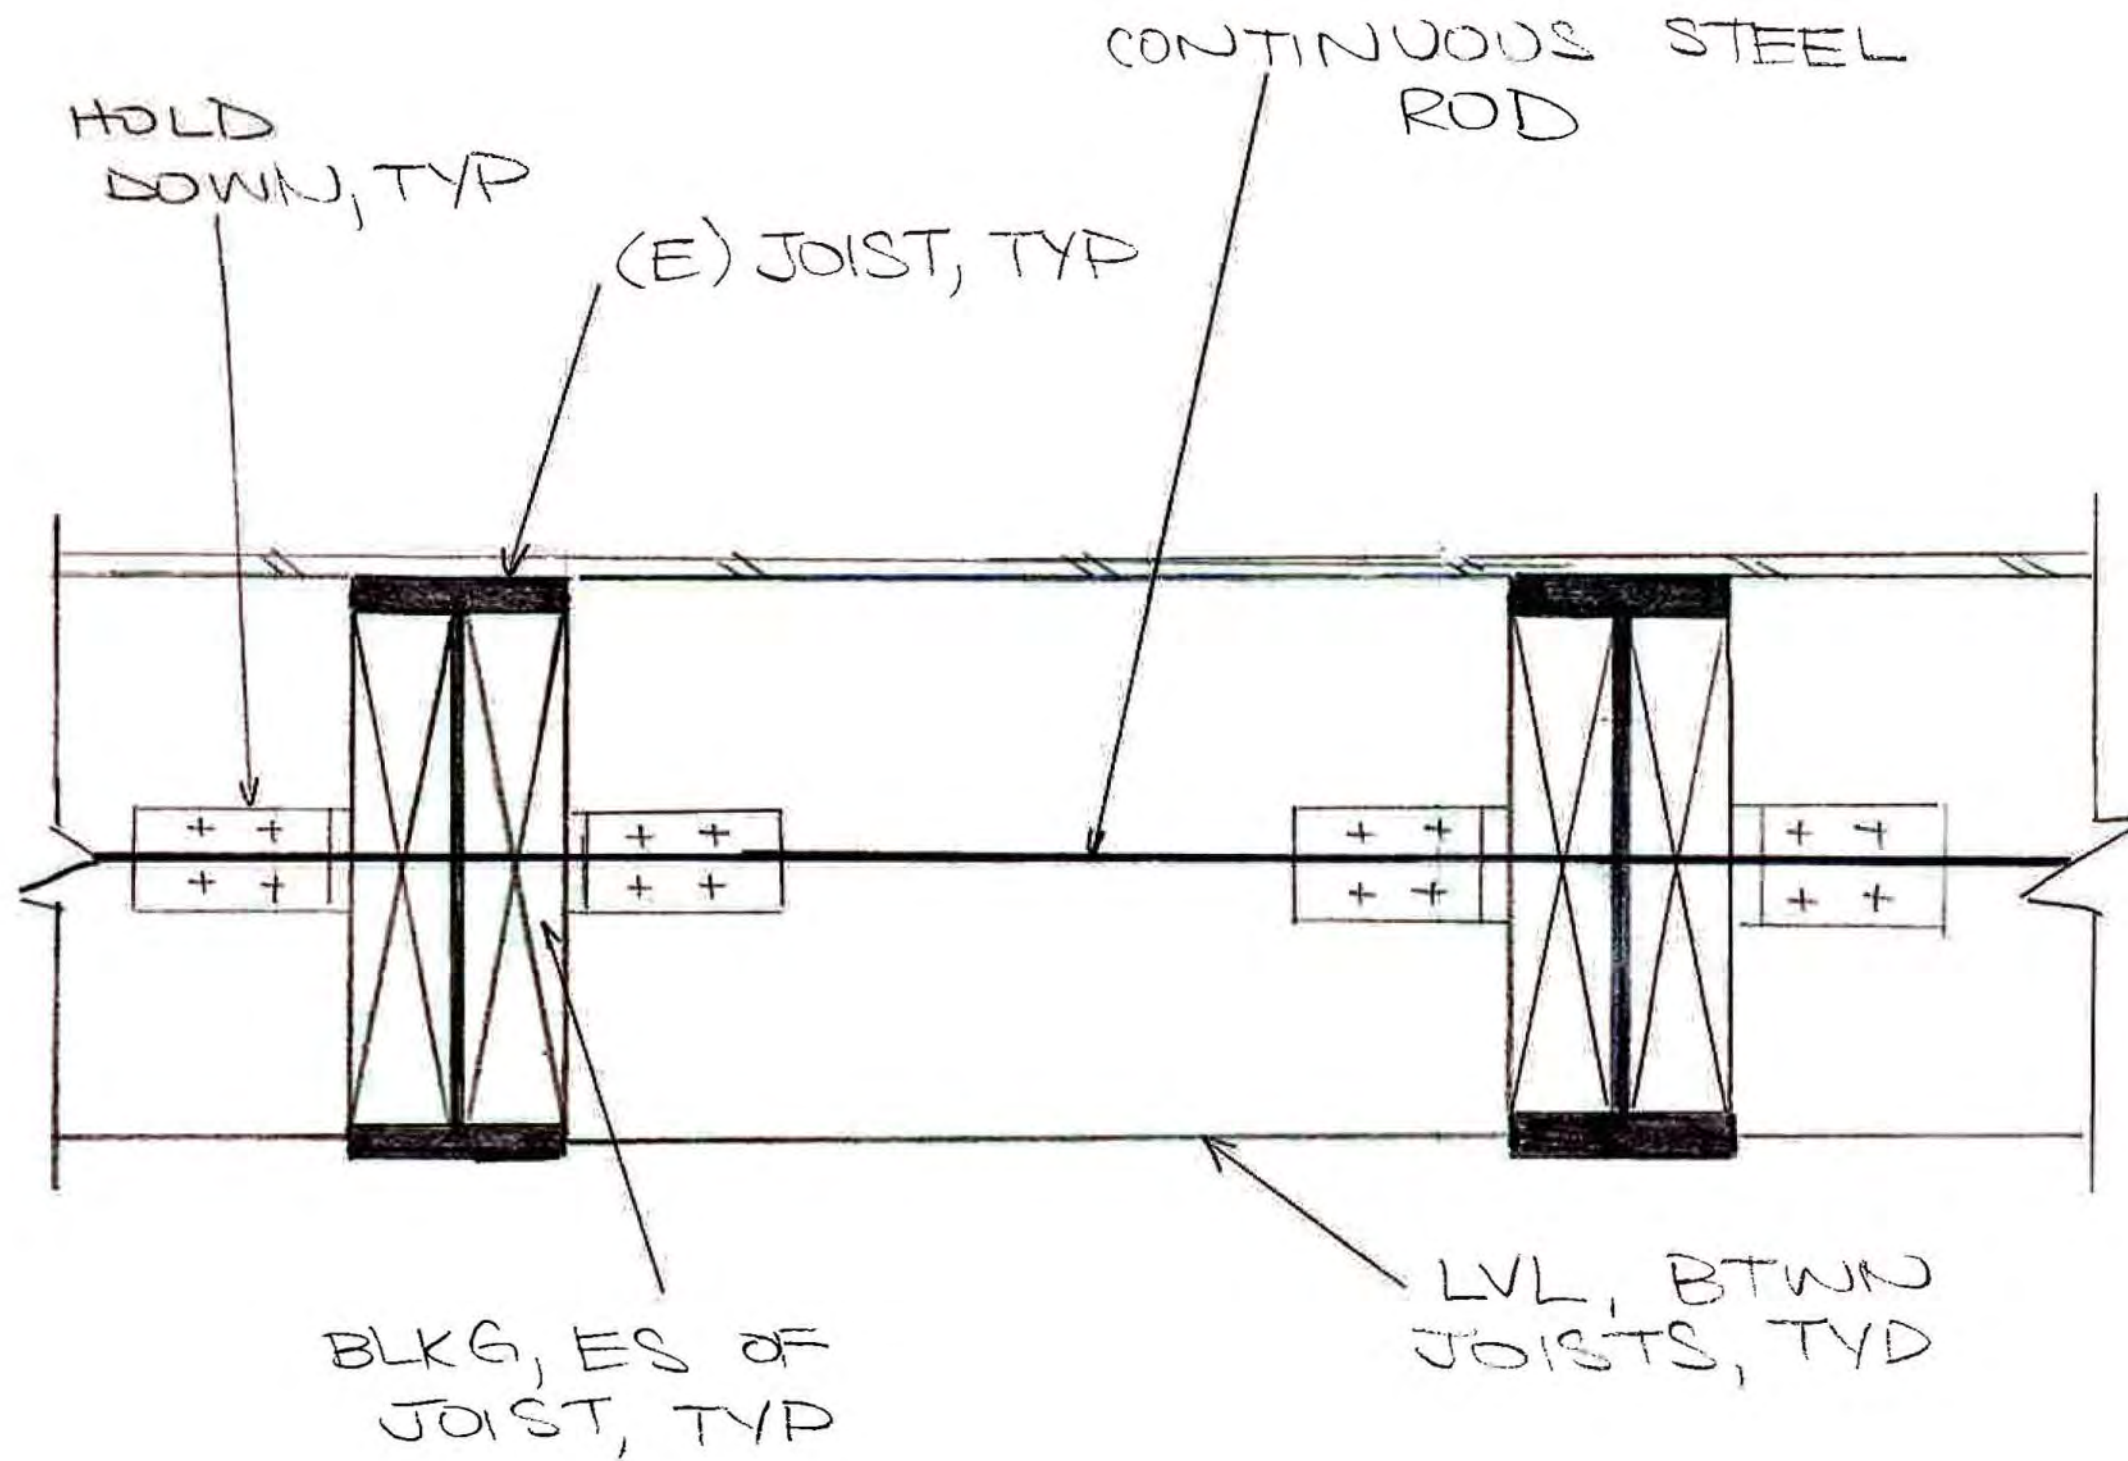 CONTINUOUS STEEL
ROD
HOLD
DOWN, TYP
(E) JOIST, TYP
BLKG, ES OF
JOIST, TYP
LVL, BTWN
JOISTS, TYP